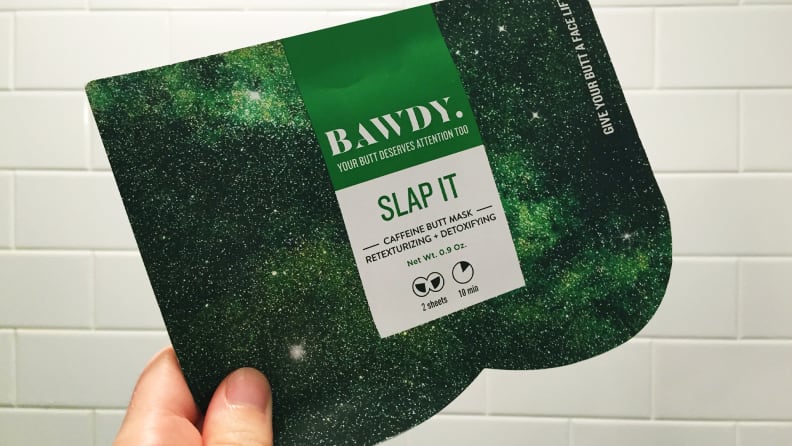 BAWDY.
YOUR BUTT DESERVES ATTENTION TOO
SLAP IT
CAFFEINE BUTT MASK
RETEXTURIZING + DETOXIFYING
Net Wt. 0.9 Oz.
2 sheets
10 min
GIVE YOUR BUTT A FACE LIF